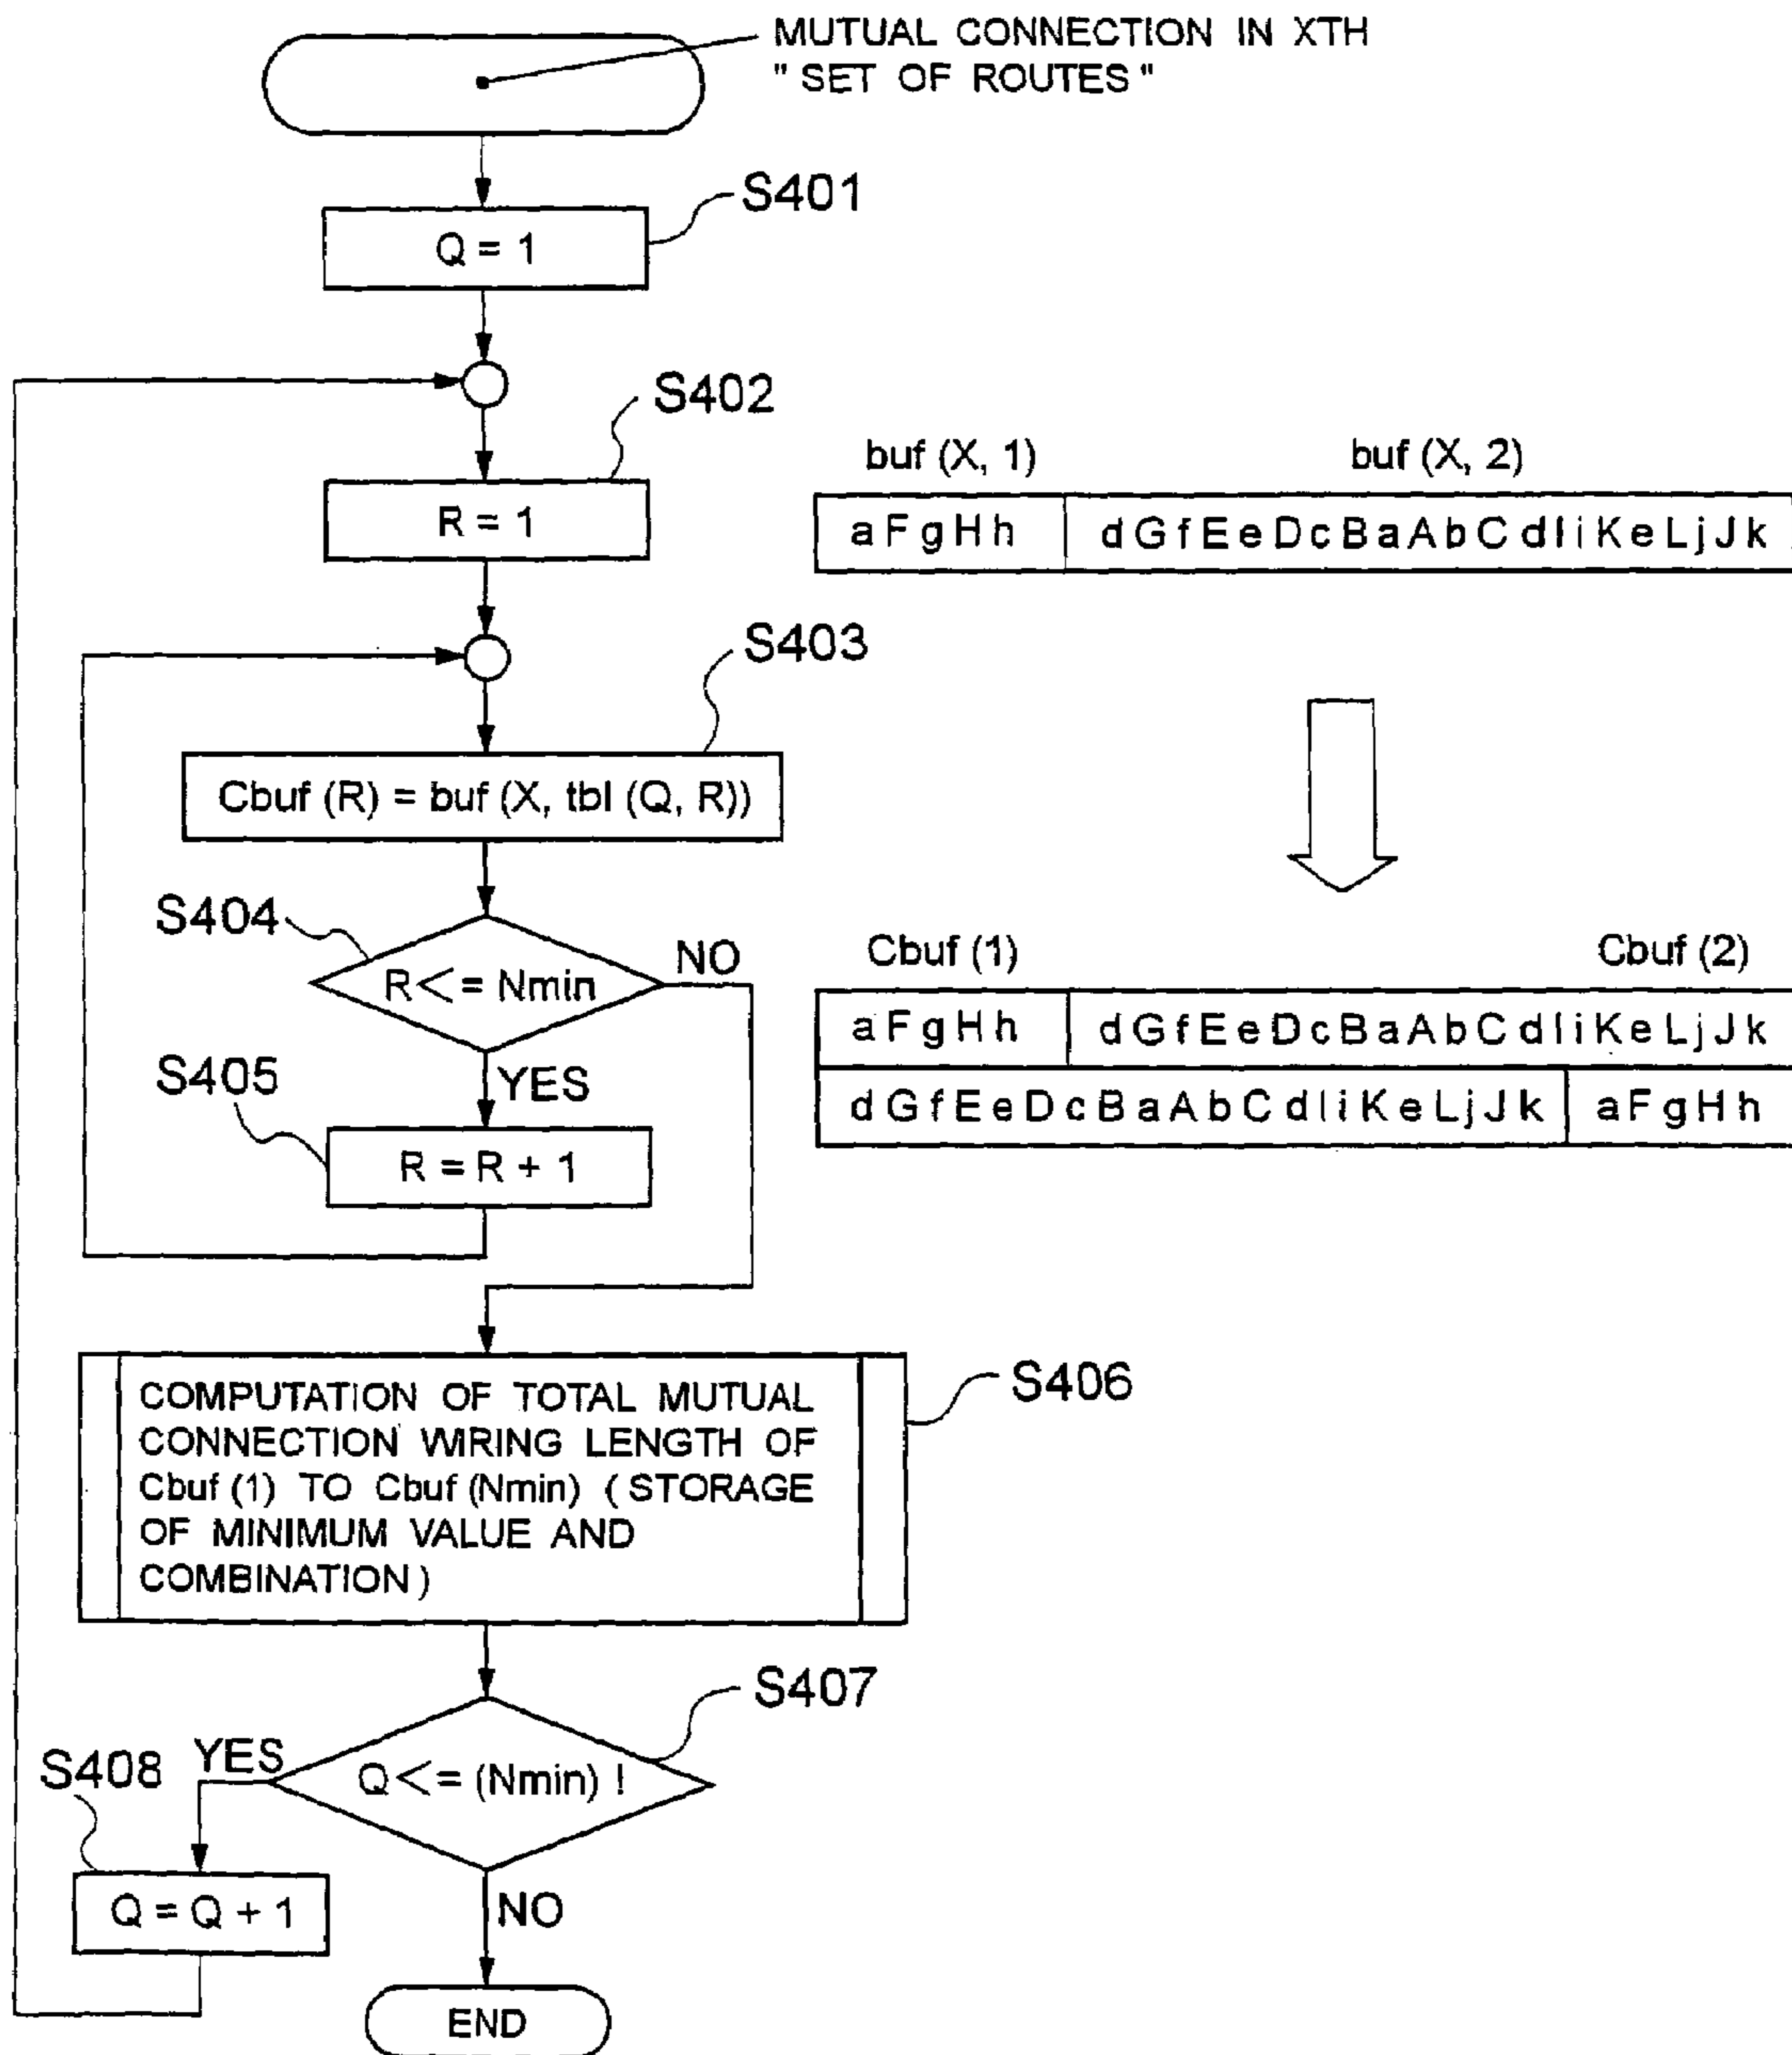 MUTUAL CONNECTION IN XTH
" SET OF ROUTES "
S401
Q = 1
S402
R = 1
buf (X, 1) buf (X, 2)
a F g H h d G f E e D c B a A b C d I i K e L j J k
S403
Cbuf (R) = buf (X, tbl (Q, R))
S404
R <= Nmin
NO
YES
S405
R = R + 1
Cbuf (1) Cbuf (2)
a F g H h d G f E e D c B a A b C d I i K e L j J k
d G f E e D c B a A b C d I i K e L j J k a F g H h
S406
COMPUTATION OF TOTAL MUTUAL
CONNECTION WIRING LENGTH OF
Cbuf (1) TO Cbuf (Nmin) ( STORAGE
OF MINIMUM VALUE AND
COMBINATION )
S407
Q <= (Nmin) !
YES
S408
Q = Q + 1
NO
END